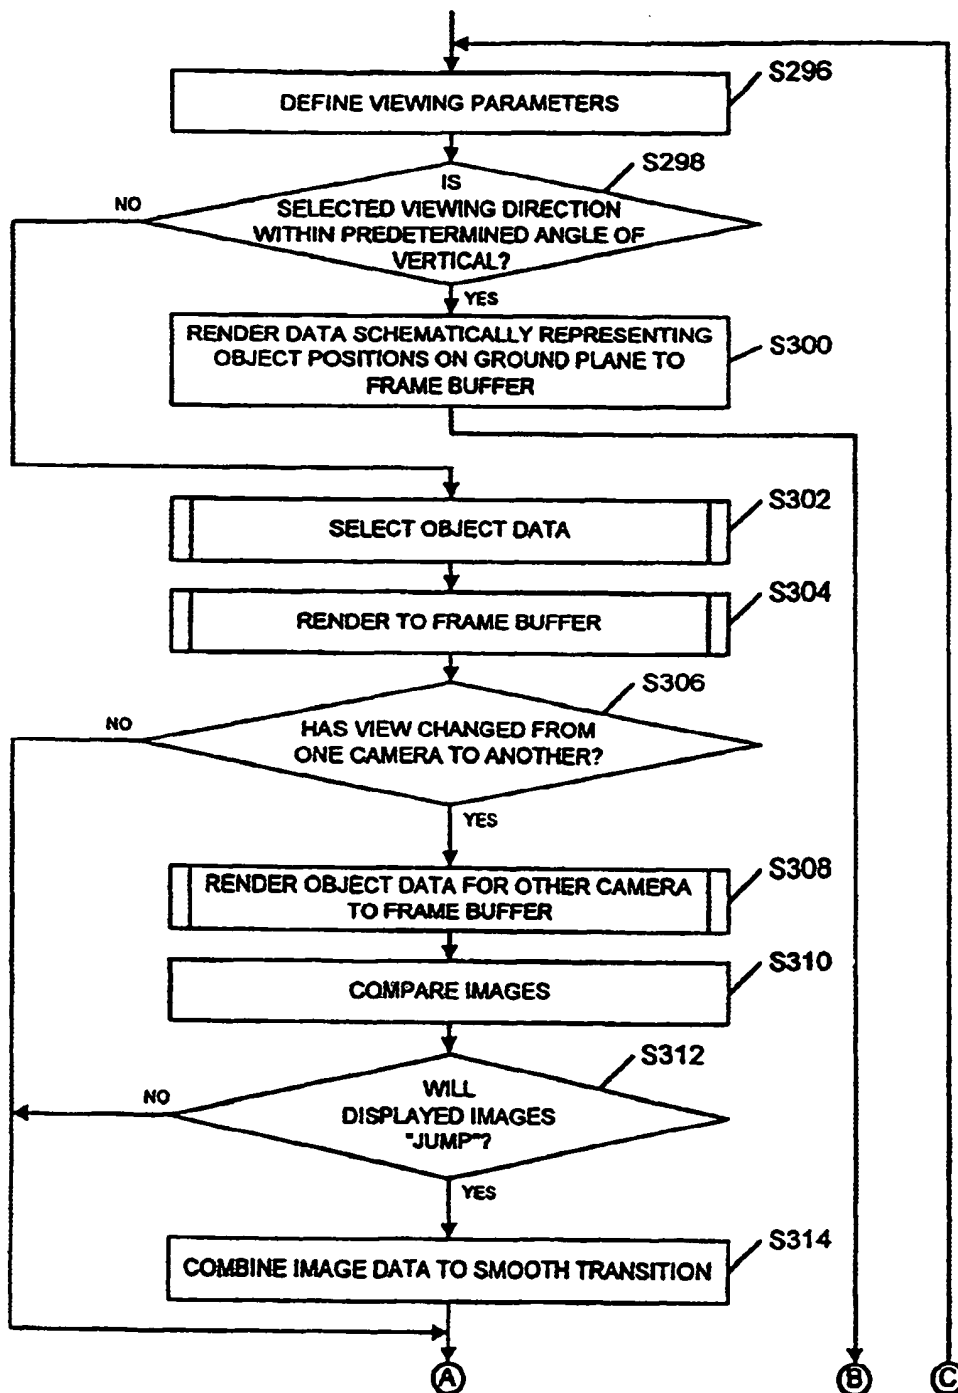 S296
DEFINE VIEWING PARAMETERS
S298
IS
SELECTED VIEWING DIRECTION
WITHIN PREDETERMINED ANGLE OF
VERTICAL?
NO
YES
RENDER DATA SCHEMATICALLY REPRESENTING
OBJECT POSITIONS ON GROUND PLANE TO
FRAME BUFFER
S300
S302
SELECT OBJECT DATA
S304
RENDER TO FRAME BUFFER
S306
HAS VIEW CHANGED FROM
ONE CAMERA TO ANOTHER?
NO
YES
RENDER OBJECT DATA FOR OTHER CAMERA
TO FRAME BUFFER
S308
S310
COMPARE IMAGES
S312
WILL
DISPLAYED IMAGES
"JUMP"?
NO
YES
S314
COMBINE IMAGE DATA TO SMOOTH TRANSITION
A
B
C